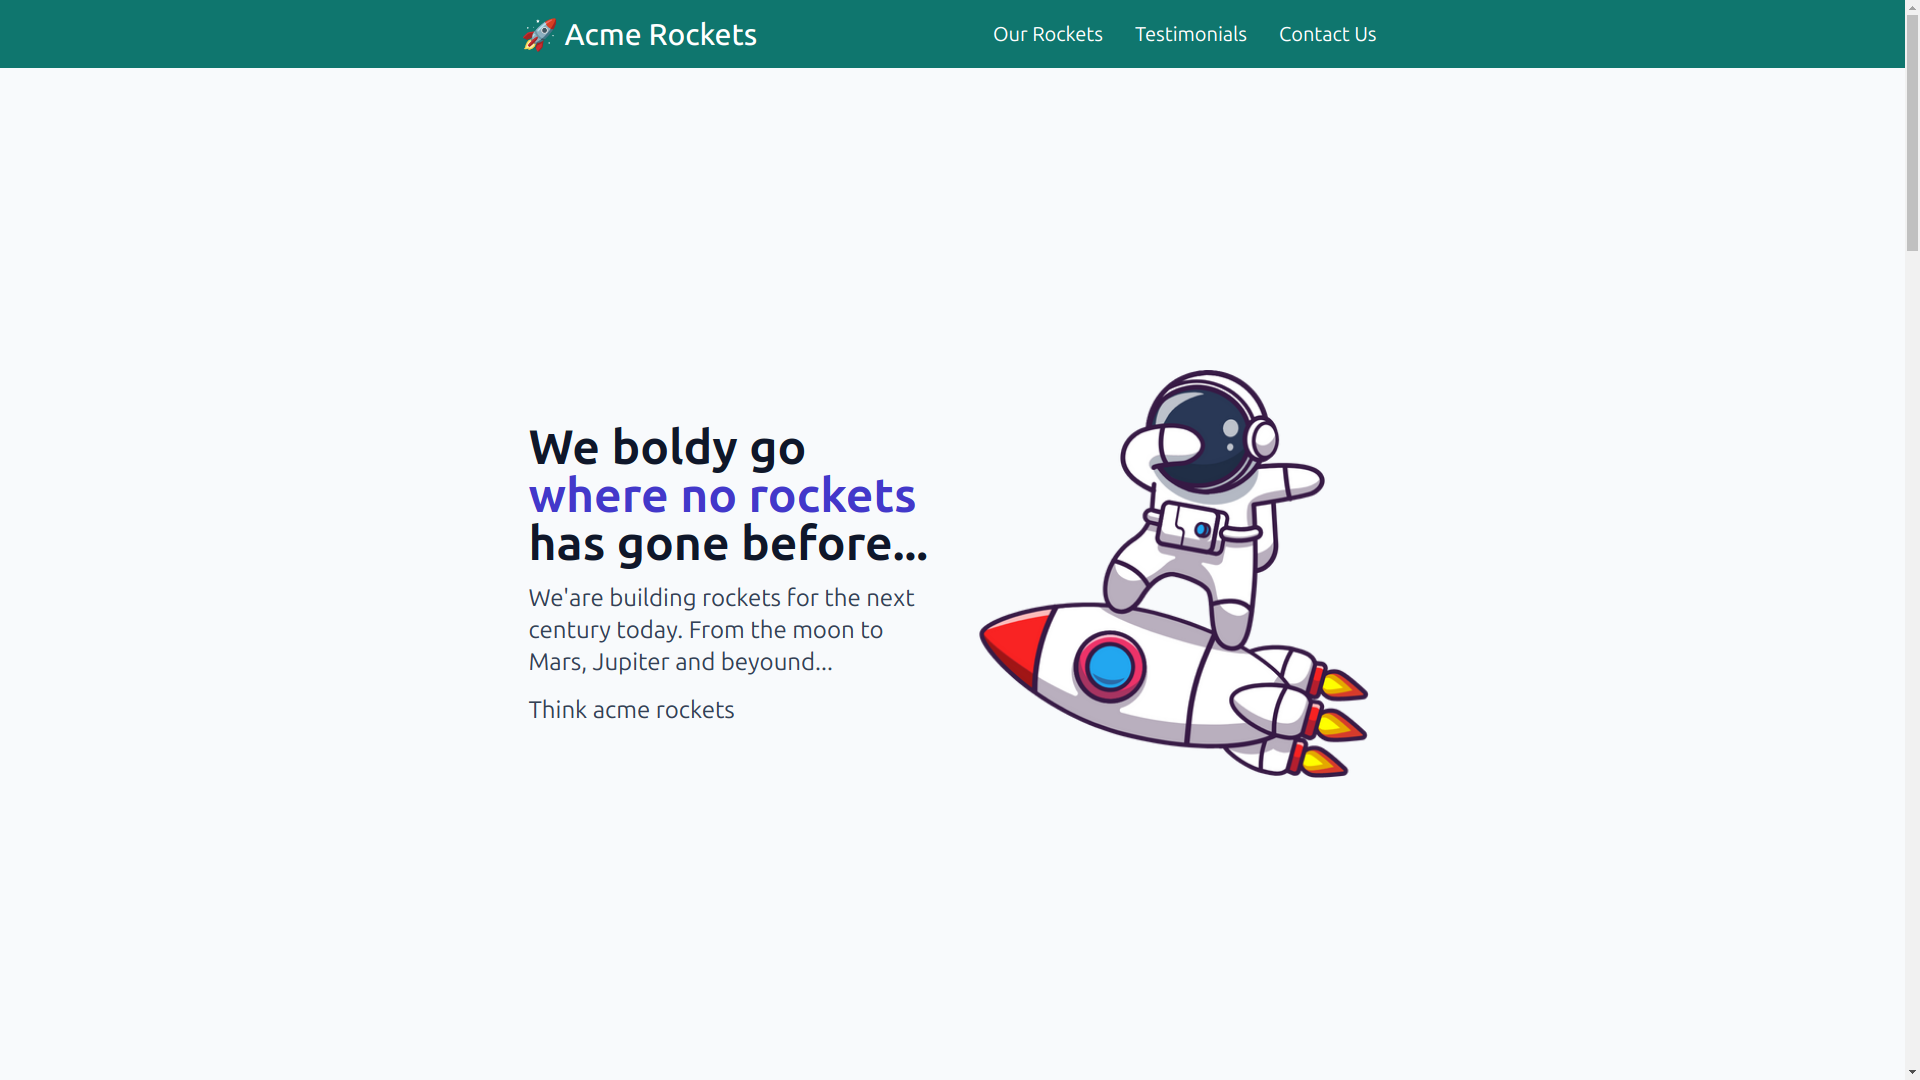 🚀 Acme Rockets
Our Rockets
Testimonials
Contact Us
We boldy go
where no rockets
has gone before...
We'are building rockets for the next
century today. From the moon to
Mars, Jupiter and beyound...
Think acme rockets